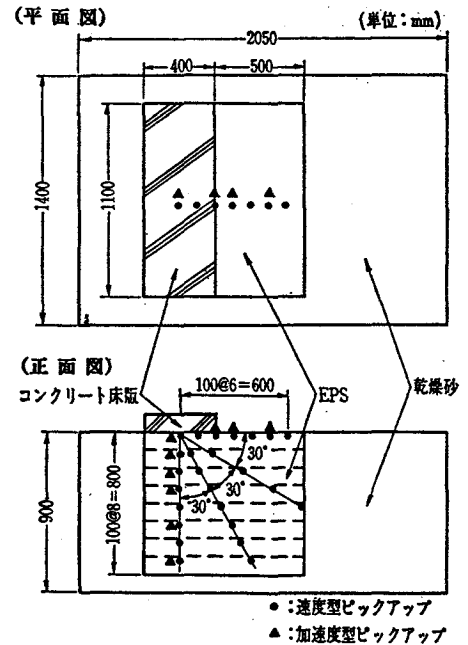 (平面図)
(単位:mm)
2050
400
500
1400
1100
(正面図)
コンクリート床版
100@6=600
EPS
乾燥砂
900
100@8=800
30°
30°
30°
●:速度型ピックアップ
▲:加速度型ピックアップ